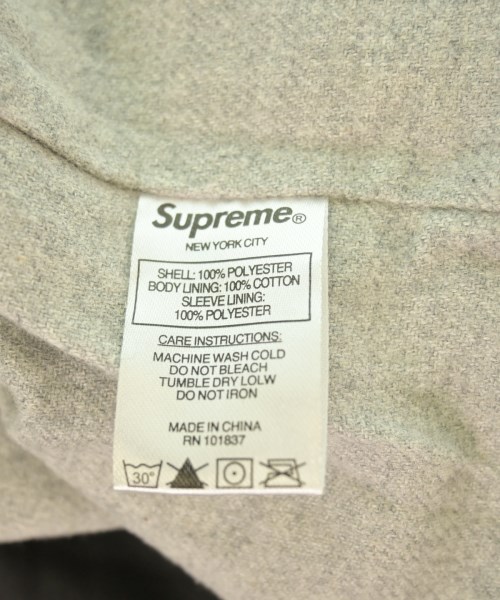 Supreme®
NEW YORK CITY
SHELL: 100% POLYESTER
BODY LINING: 100% COTTON
SLEEVE LINING:
100% POLYESTER
CARE INSTRUCTIONS:
MACHINE WASH COLD
DO NOT BLEACH
TUMBLE DRY LOLW
DO NOT IRON
MADE IN CHINA
RN 101837
30°